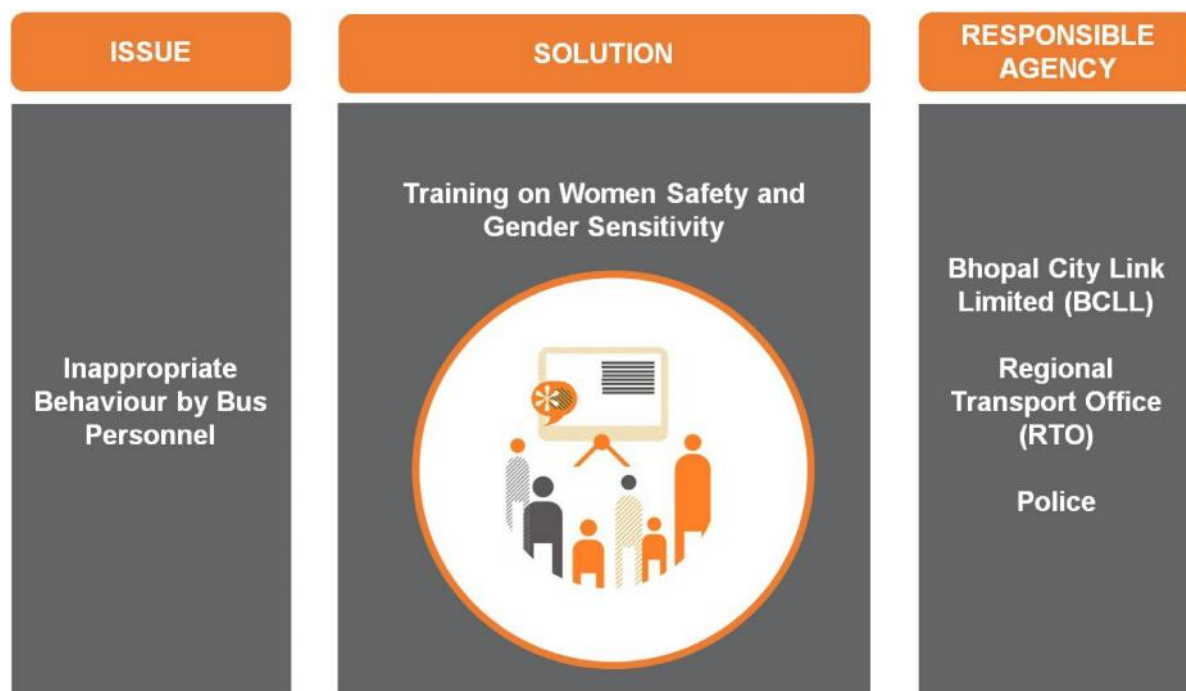 ISSUE
Inappropriate
Behaviour by Bus
Personnel
SOLUTION
Training on Women Safety and
Gender Sensitivity
RESPONSIBLE
AGENCY
Bhopal City Link
Limited (BCLL)
Regional
Transport Office
(RTO)
Police